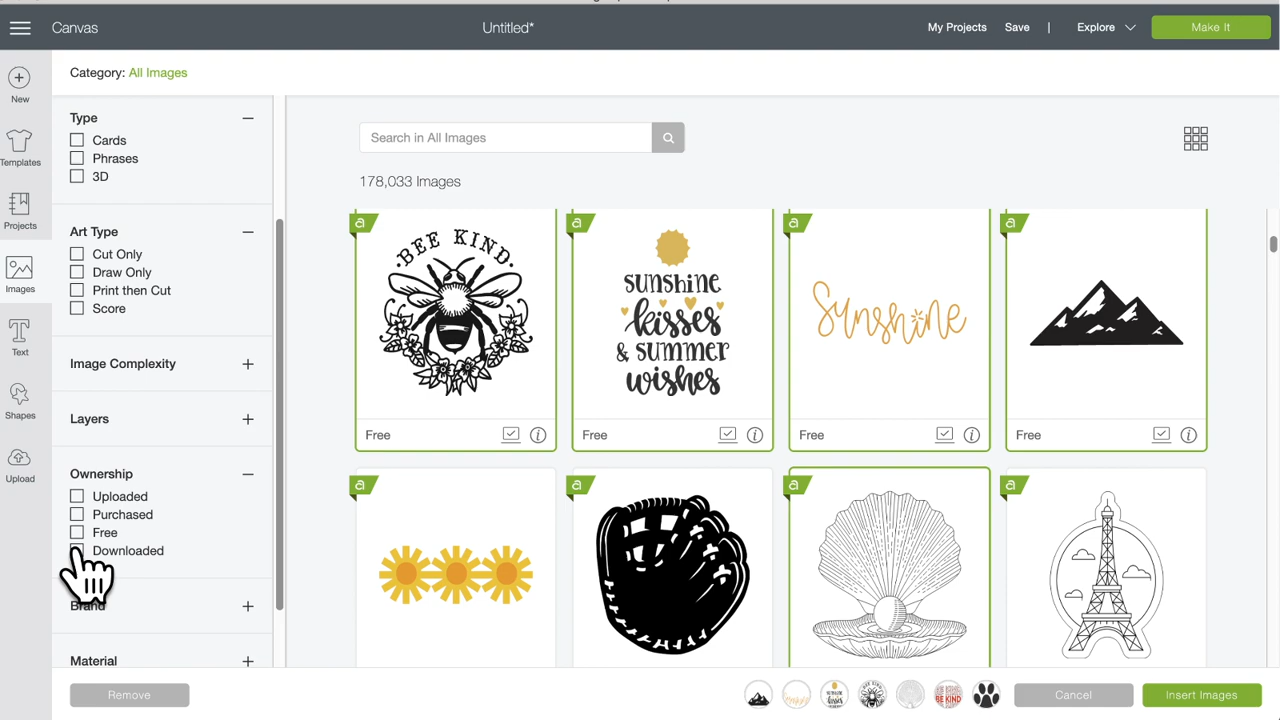 Canvas
Untitled*
My Projects
Save
|
Explore
Make It
New
Templates
Projects
Images
Text
Shapes
Upload
Category: All Images
Type
Cards
Phrases
3D
Art Type
Cut Only
Draw Only
Print then Cut
Score
Image Complexity
Layers
Ownership
Uploaded
Purchased
Free
Downloaded
Brand
Material
Remove
Search in All Images
178,033 Images
a
a
a
a
·BEE KIND·
sunshine
kisses
& summer
wishes
Sunshine
Free
Free
Free
Free
a
a
a
a
BE KIND
Cancel
Insert Images